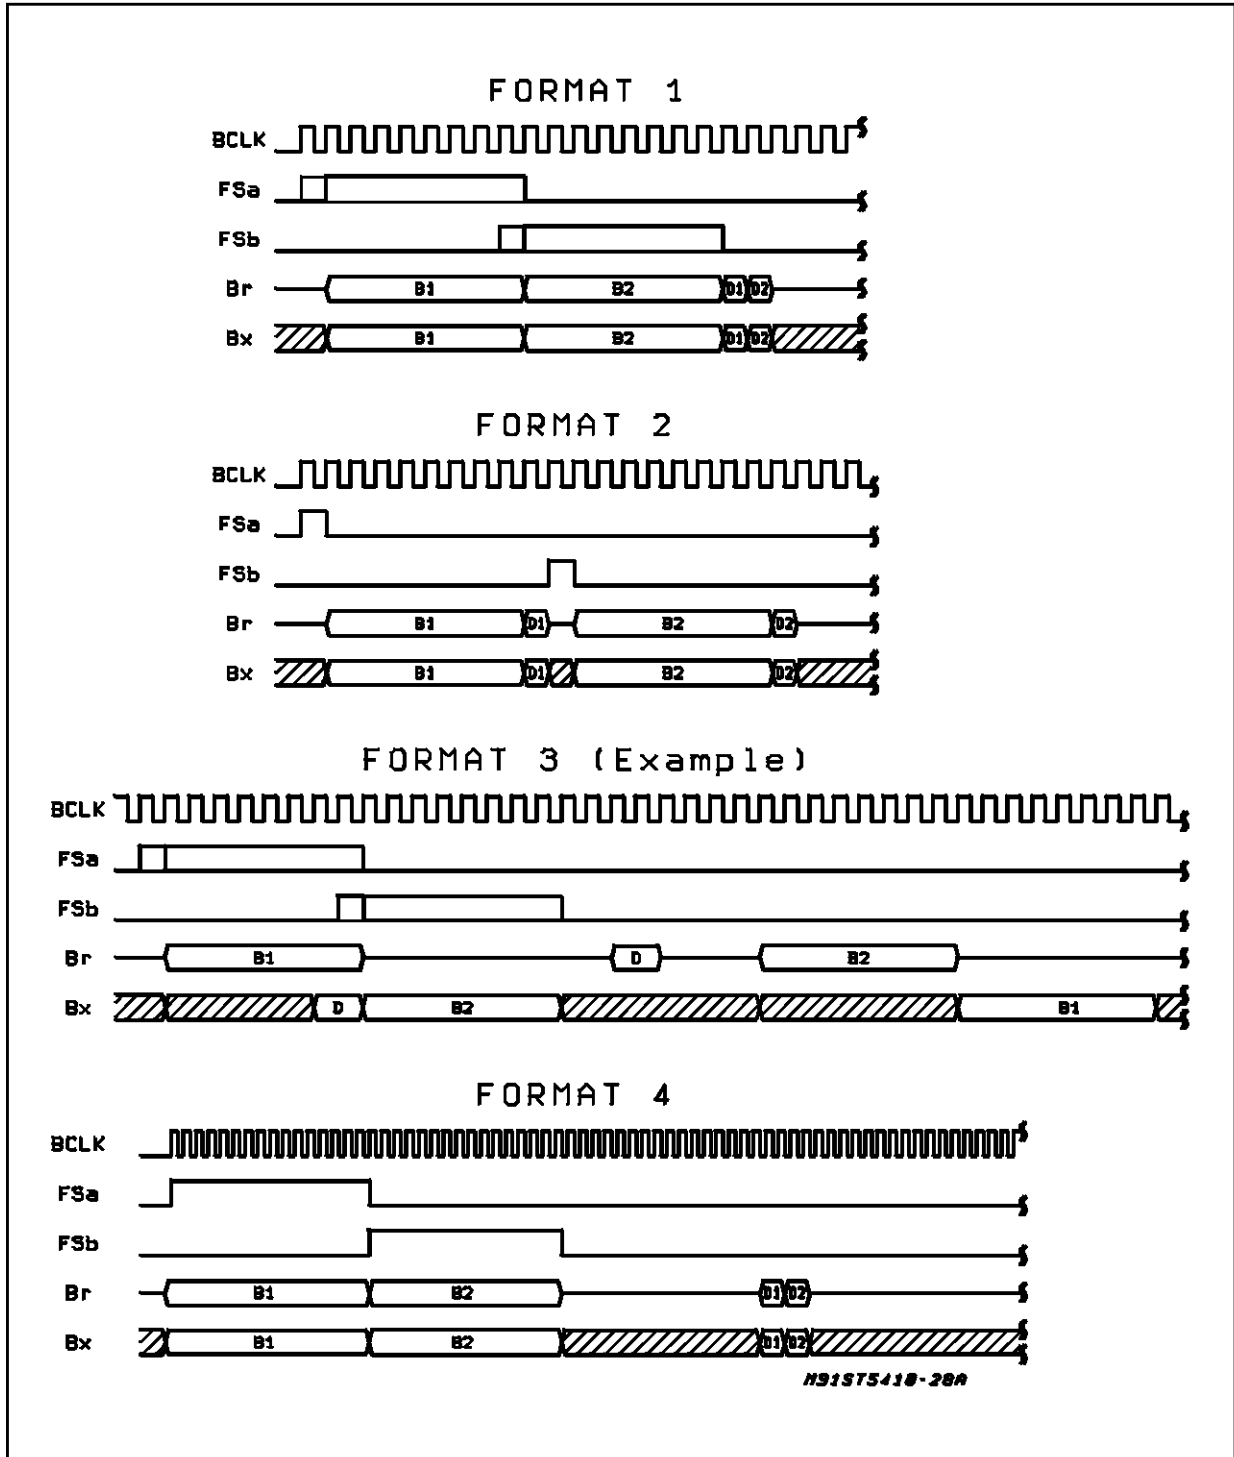 FORMAT 1
BCLK
FSa
FSb
Br B1 B2 D1 D2
Bx B1 B2 D1 D2
FORMAT 2
BCLK
FSa
FSb
Br B1 D1 B2 D2
Bx B1 D1 B2 D2
FORMAT 3 (Example)
BCLK
FSa
FSb
Br B1 D B2
Bx D B2 B1
FORMAT 4
BCLK
FSa
FSb
Br B1 B2 D1 D2
Bx B1 B2 D1 D2
M91ST5410-28A